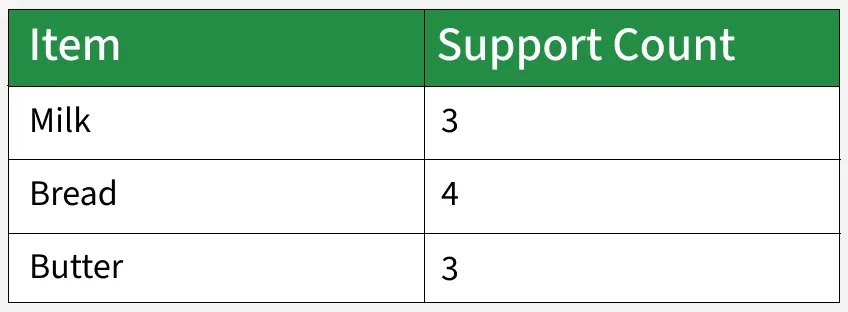 Item Support Count
Milk 3
Bread 4
Butter 3